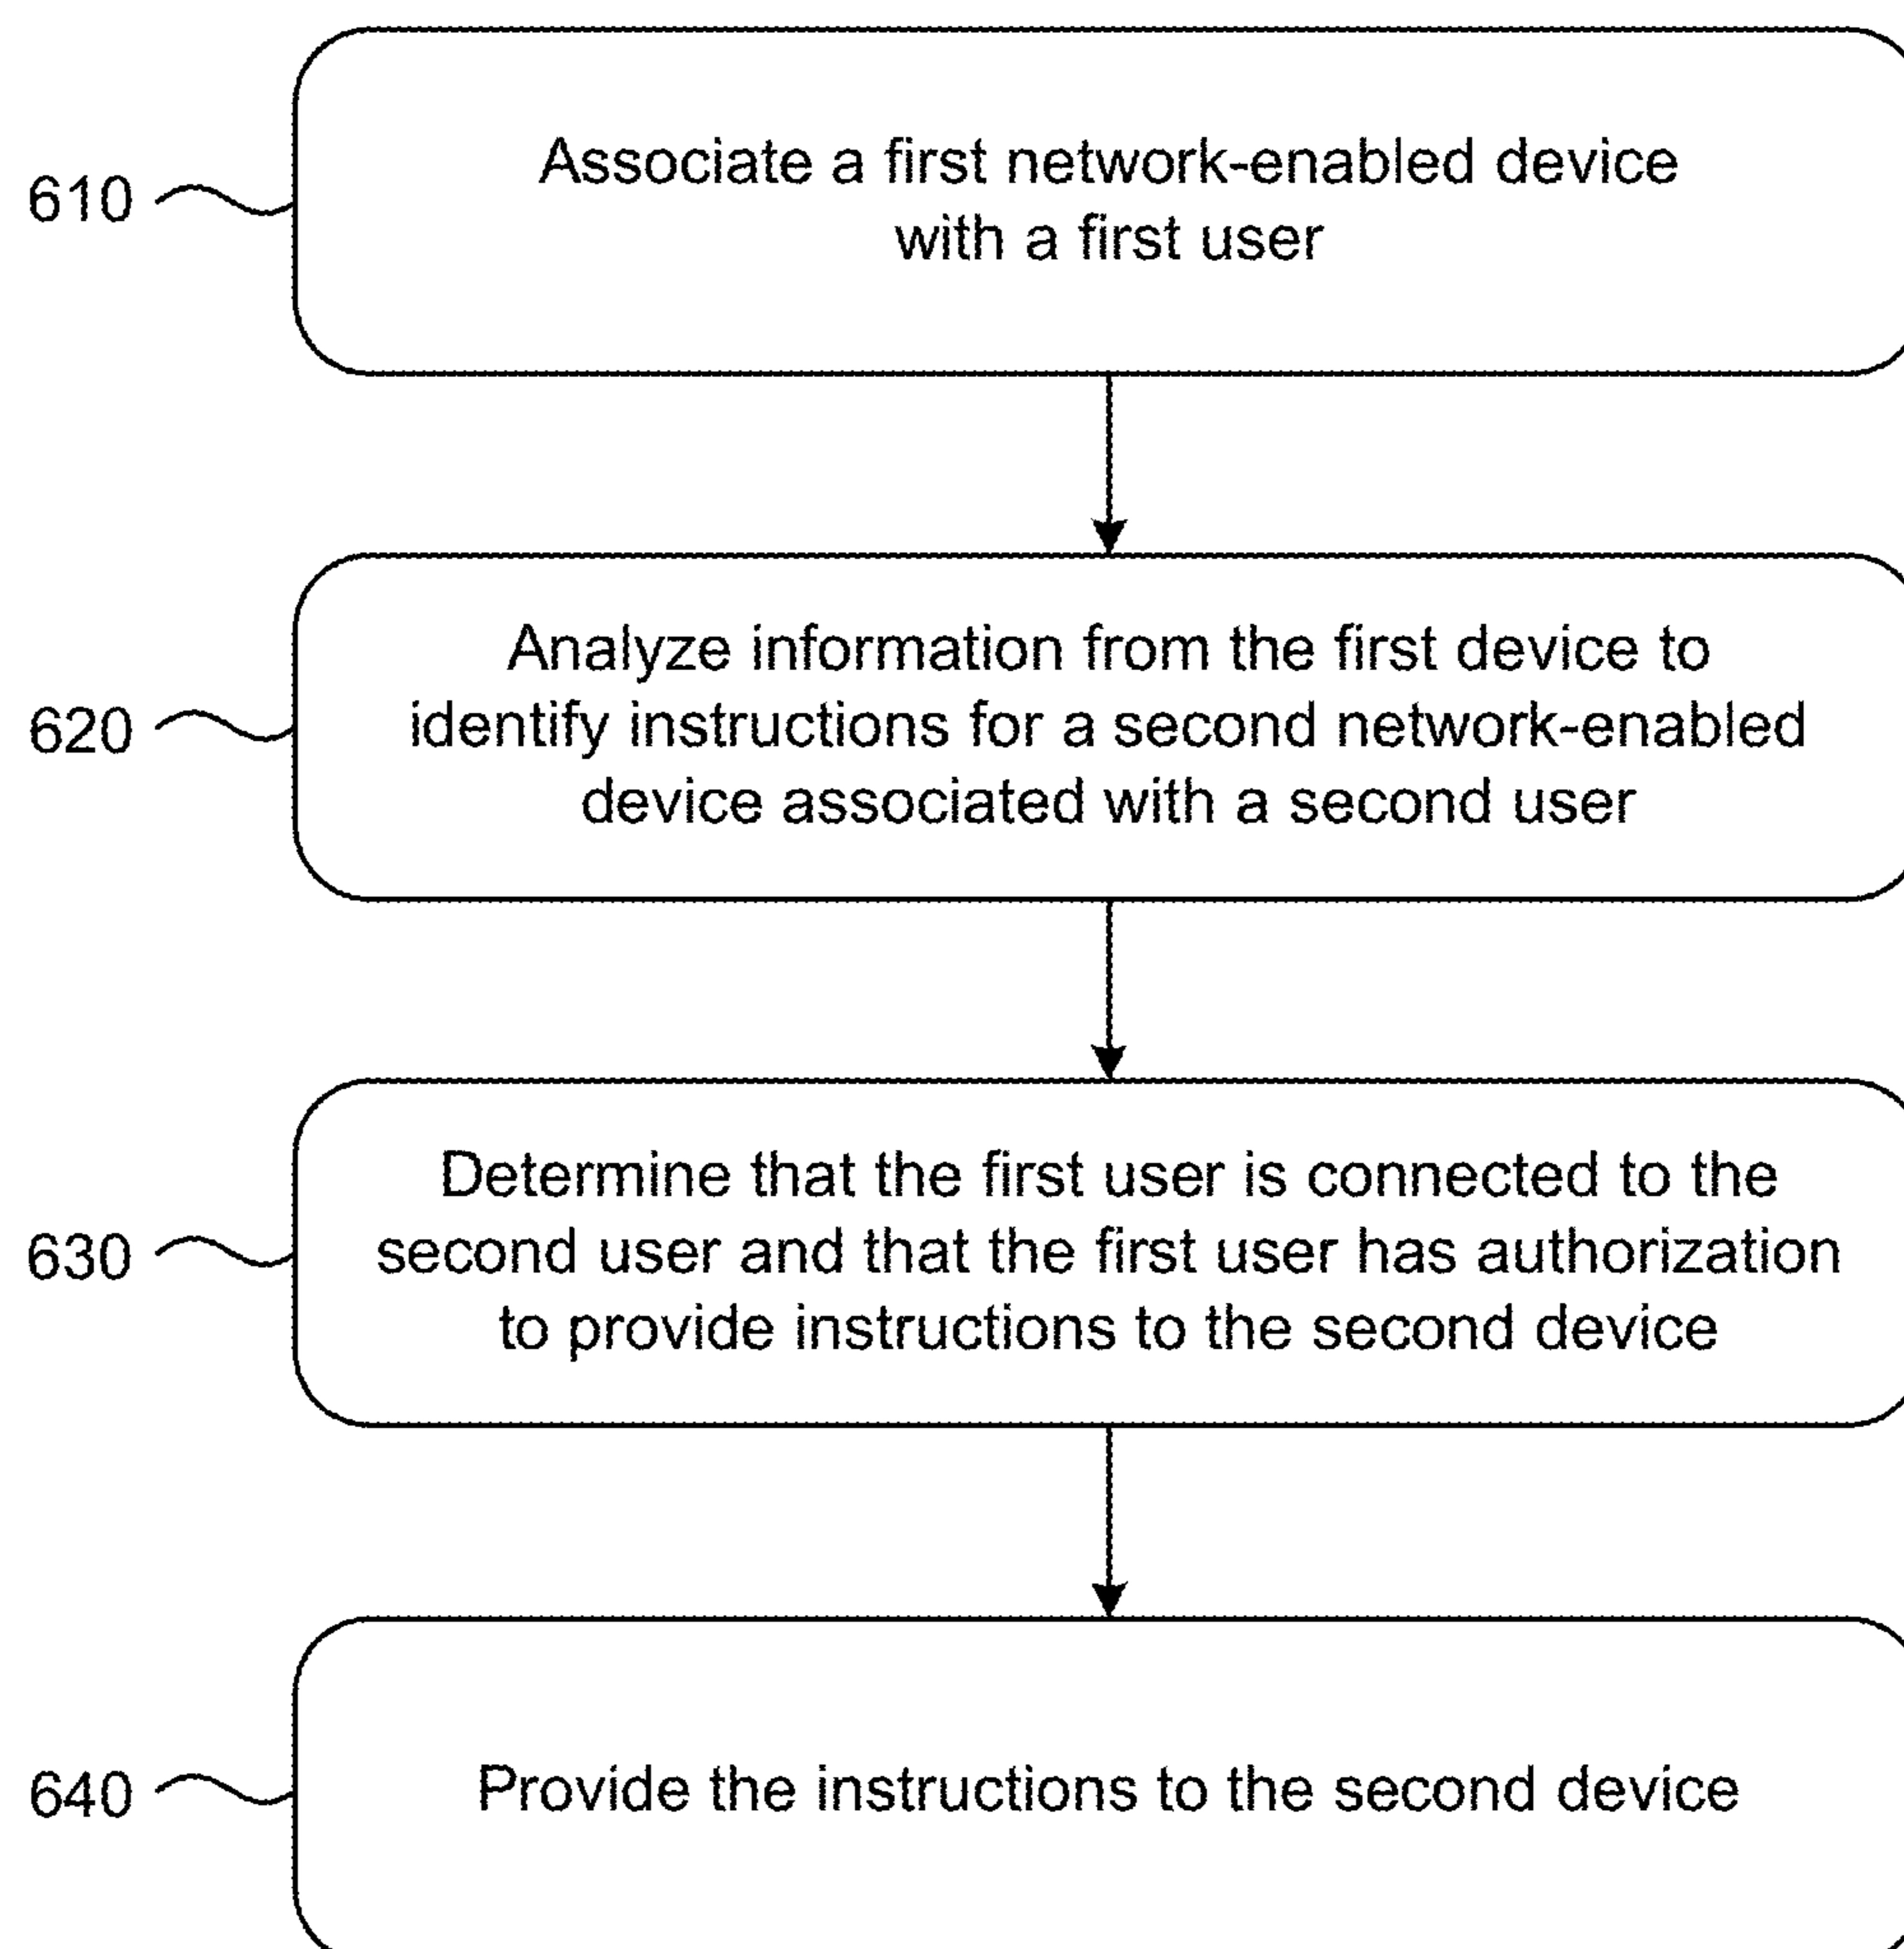 610
Associate a first network-enabled device
with a first user
620
Analyze information from the first device to
identify instructions for a second network-enabled
device associated with a second user
630
Determine that the first user is connected to the
second user and that the first user has authorization
to provide instructions to the second device
640
Provide the instructions to the second device